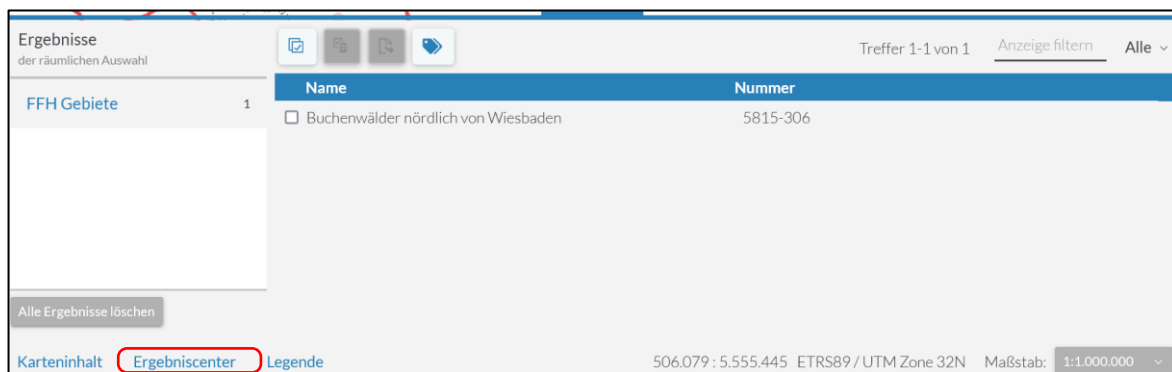 Ergebnisse
der räumlichen Auswahl
Treffer 1-1 von 1 Anzeige filtern Alle
Name Nummer
FFH Gebiete 1
Buchenwälder nördlich von Wiesbaden 5815-306
Alle Ergebnisse löschen
Karteninhalt Ergebniscenter Legende 506.079 : 5.555.445 ETRS89 / UTM Zone 32N Maßstab: 1:1.000.000